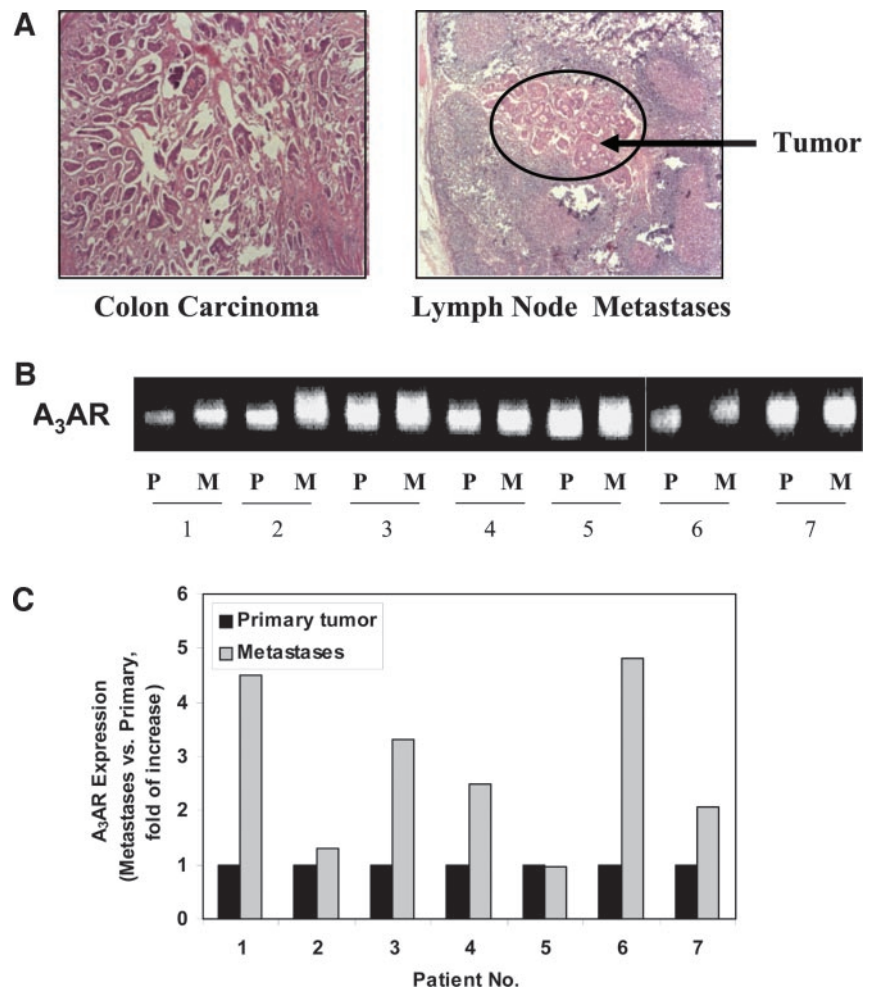 A
Tumor
Colon Carcinoma
Lymph Node Metastases
B
A₃AR
P M P M P M P M P M P M P M
1 2 3 4 5 6 7
C
6
5
4
3
2
1
0
Primary tumor
Metastases
A₃AR Expression
(Metastases vs. Primary,
fold of increase)
1 2 3 4 5 6 7
Patient No.